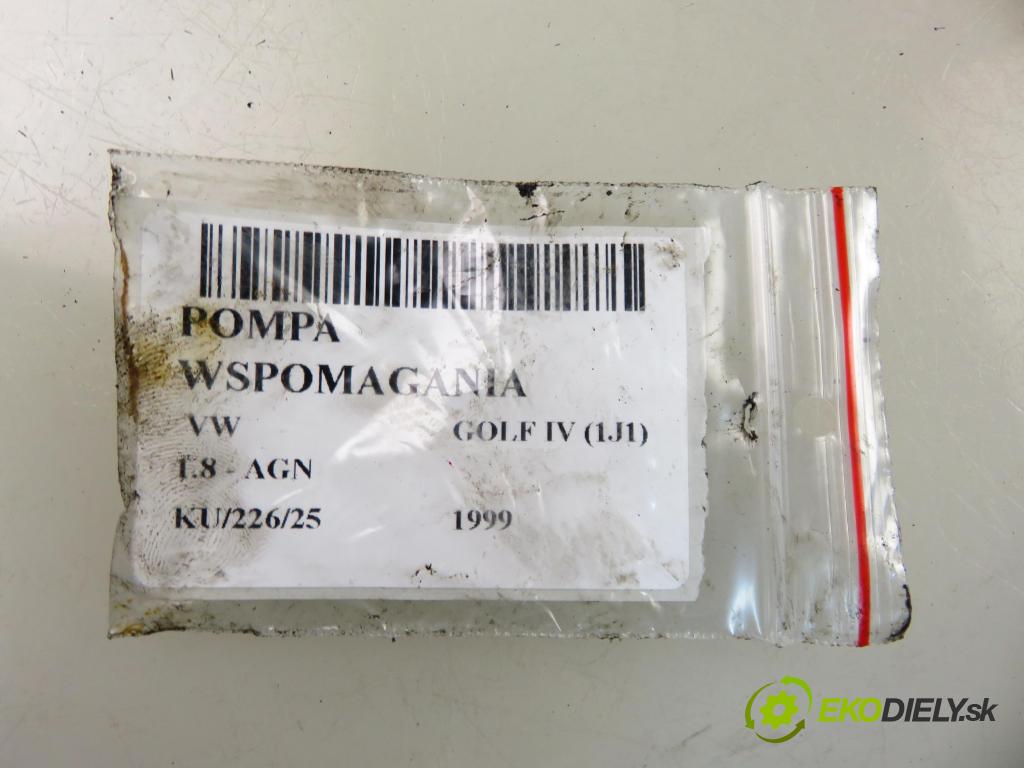 POMPA
WSPOMAGANIA
VW GOLF IV (1J1)
1.8 - AGN
KU/226/25 1999
EKODIELY.sk